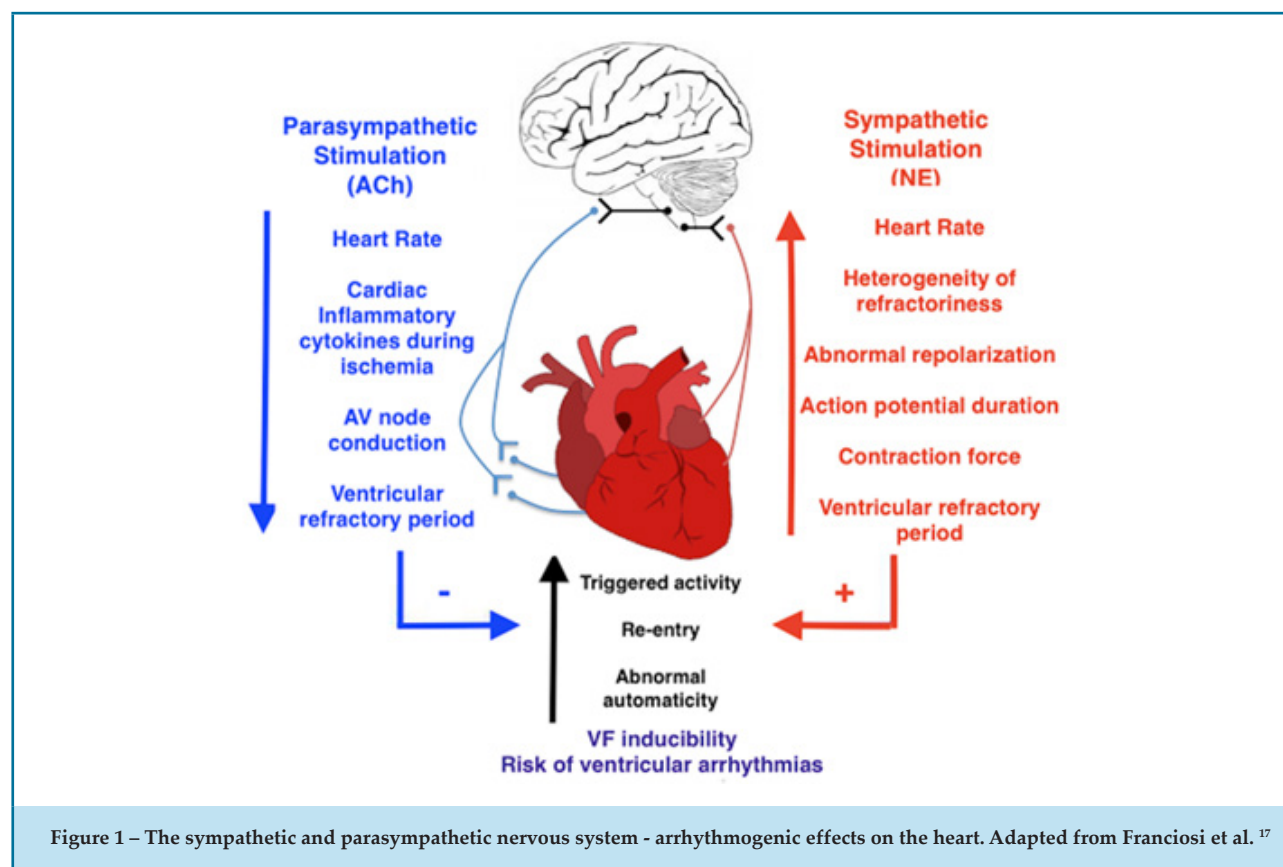 Parasympathetic
Stimulation
(ACh)
Heart Rate
Cardiac
Inflammatory
cytokines during
ischemia
AV node
conduction
Ventricular
refractory period
-
Sympathetic
Stimulation
(NE)
Heart Rate
Heterogeneity of
refractoriness
Abnormal repolarization
Action potential duration
Contraction force
Ventricular refractory
period
+
Triggered activity
Re-entry
Abnormal
automaticity
VF inducibility
Risk of ventricular arrhythmias
Figure 1 – The sympathetic and parasympathetic nervous system - arrhythmogenic effects on the heart. Adapted from Franciosi et al. 17